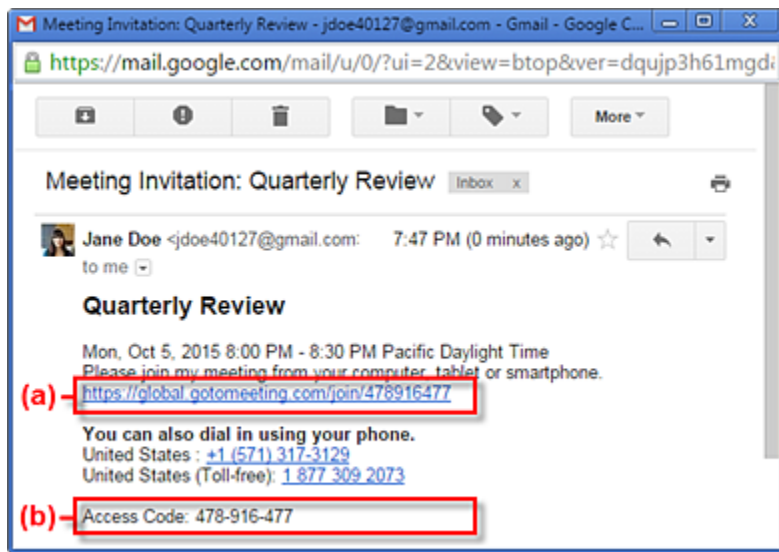 Meeting Invitation: Quarterly Review - jdoe40127@gmail.com - Gmail - Google C...
https://mail.google.com/mail/u/0/?ui=2&view=btop&ver=dqujp3h61mgd
More
Meeting Invitation: Quarterly Review Inbox x
Jane Doe <jdoe40127@gmail.com> 7:47 PM (0 minutes ago)
to me
Quarterly Review
Mon, Oct 5, 2015 8:00 PM - 8:30 PM Pacific Daylight Time
Please join my meeting from your computer, tablet or smartphone.
(a) https://global.gotomeeting.com/join/478916477
You can also dial in using your phone.
United States : +1 (571) 317-3129
United States (Toll-free): 1 877 309 2073
(b) Access Code: 478-916-477